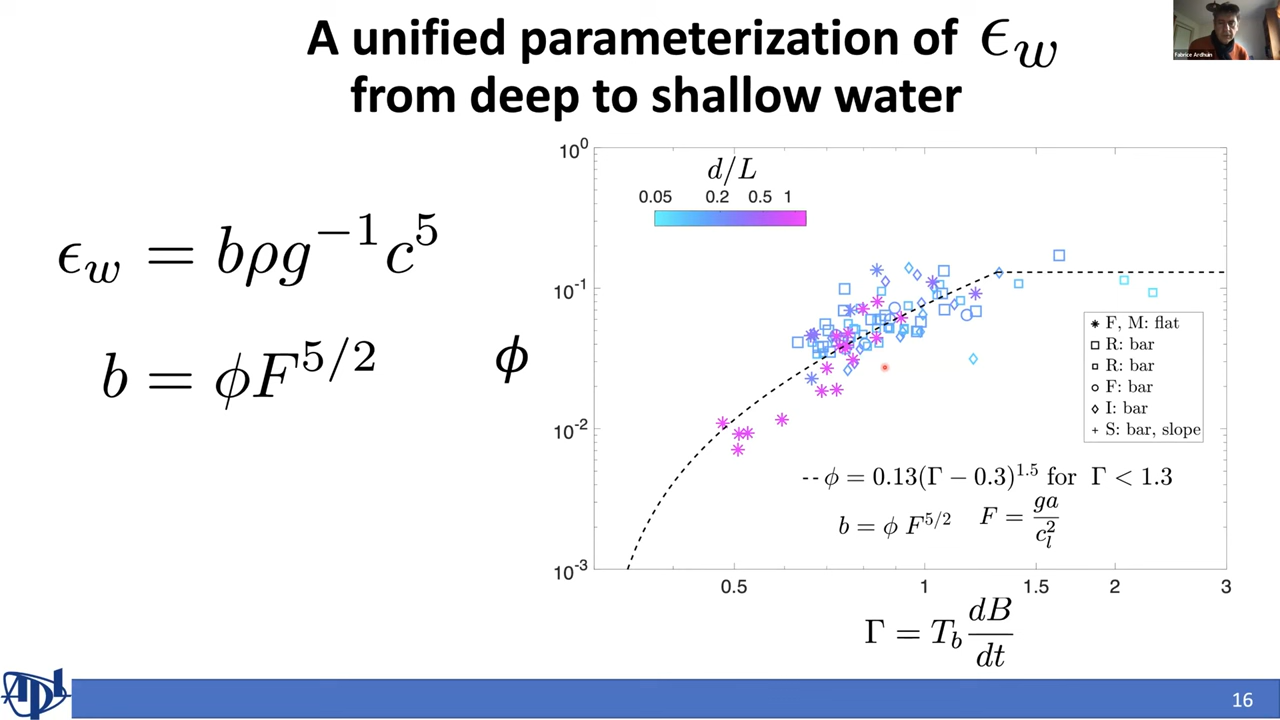 A unified parameterization of ϵ_w
from deep to shallow water
Fabrice Ardhuin
ϵ_w = bρg^{-1}c^5
b = ϕF^{5/2}
ϕ
10^0
10^{-1}
10^{-2}
10^{-3}
d/L
0.05 0.2 0.5 1
F, M: flat
R: bar
R: bar
F: bar
I: bar
S: bar, slope
-- ϕ = 0.13(Γ − 0.3)^{1.5} for Γ < 1.3
b = ϕ F^{5/2} F = ga/c_l^2
0.5 1 1.5 2 3
Γ = T_b dB/dt
APL
16